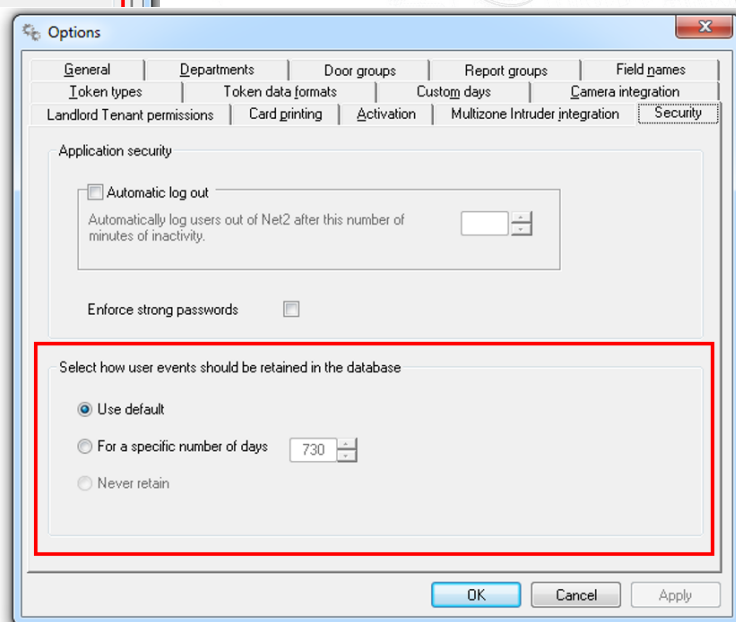 Options
General Departments Door groups Report groups Field names
Token types Token data formats Custom days Camera integration
Landlord Tenant permissions Card printing Activation Multizone Intruder integration Security
Application security
Automatic log out
Automatically log users out of Net2 after this number of
minutes of inactivity.
Enforce strong passwords
Select how user events should be retained in the database
Use default
For a specific number of days 730
Never retain
OK Cancel Apply